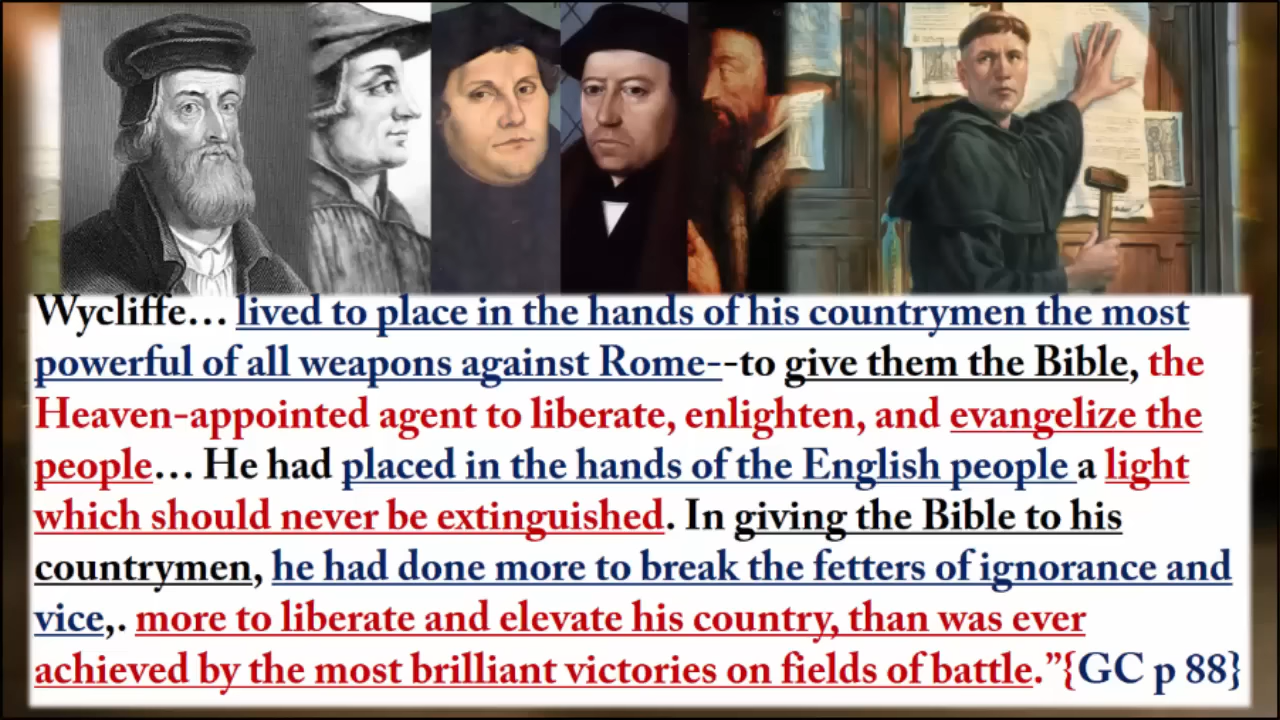 Wycliffe… lived to place in the hands of his countrymen the most
powerful of all weapons against Rome--to give them the Bible, the
Heaven-appointed agent to liberate, enlighten, and evangelize the
people… He had placed in the hands of the English people a light
which should never be extinguished. In giving the Bible to his
countrymen, he had done more to break the fetters of ignorance and
vice,. more to liberate and elevate his country, than was ever
achieved by the most brilliant victories on fields of battle.”{GC p 88}